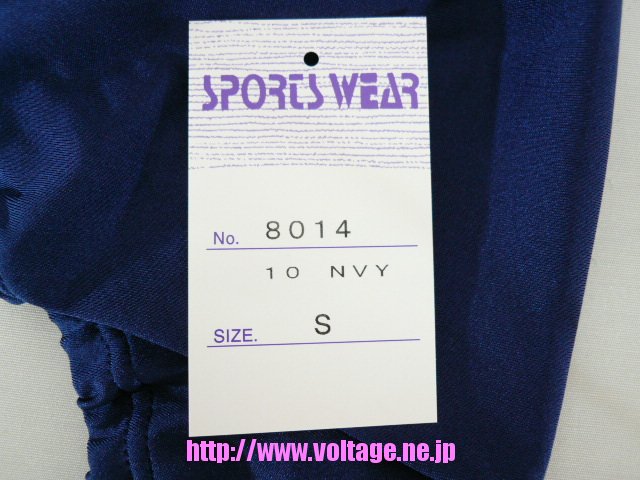 SPORTS WEAR
No. 8014
10 NVY
SIZE. S
http://www.voltage.ne.jp